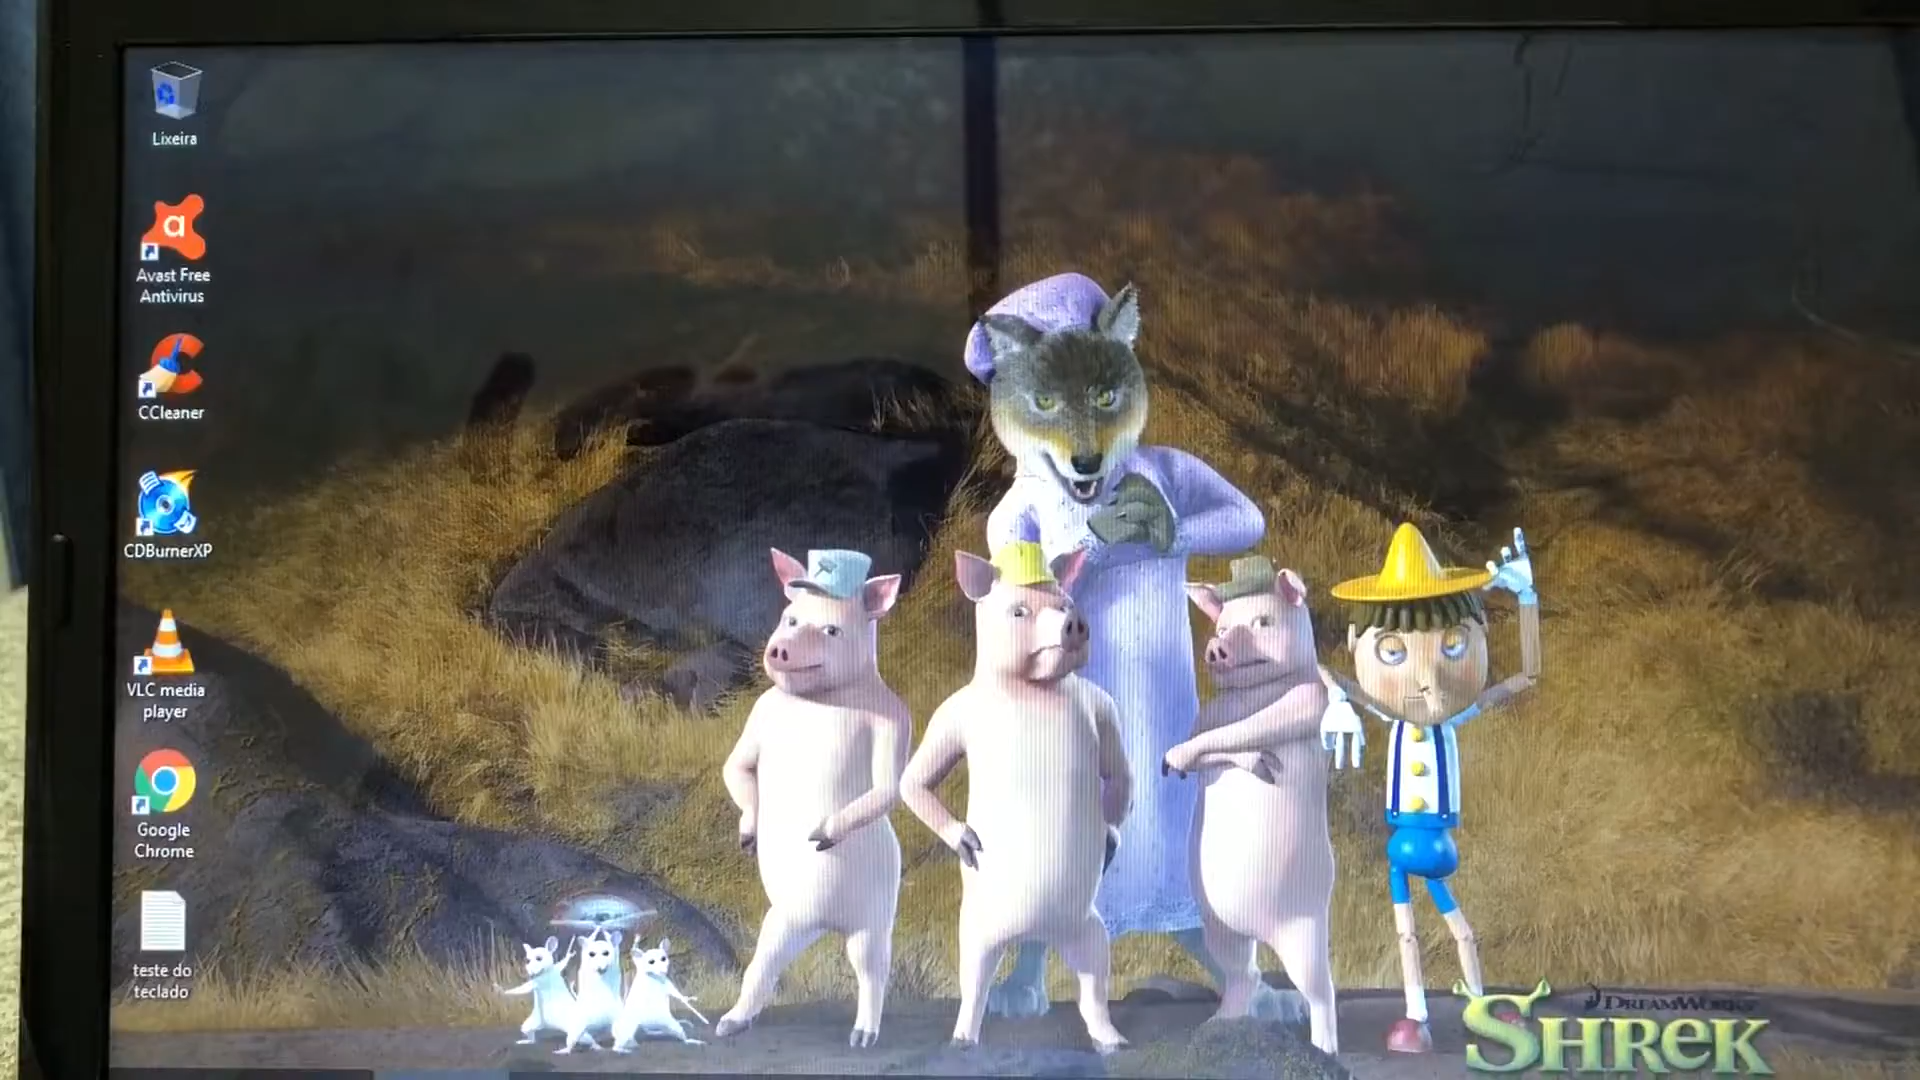 Lixeira
a
Avast Free
Antivirus
CCleaner
CDBurnerXP
VLC media
player
Google
Chrome
teste do
teclado
DREAMWORKS
SHREK